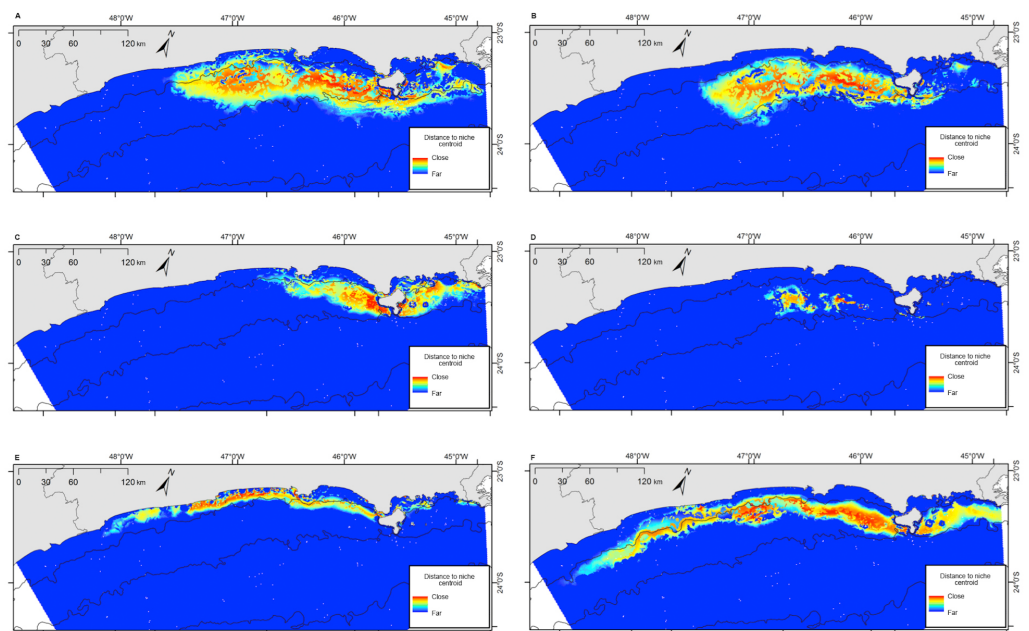 A
48°0'W 47°0'W 46°0'W 45°0'W
0 30 60 120 km
N
23°0'S
24°0'S
Distance to niche
centroid
Close
Far
B
48°0'W 47°0'W 46°0'W 45°0'W
0 30 60 120 km
N
23°0'S
24°0'S
Distance to niche
centroid
Close
Far
C
48°0'W 47°0'W 46°0'W 45°0'W
0 30 60 120 km
N
23°0'S
24°0'S
Distance to niche
centroid
Close
Far
D
48°0'W 47°0'W 46°0'W 45°0'W
0 30 60 120 km
N
23°0'S
24°0'S
Distance to niche
centroid
Close
Far
E
48°0'W 47°0'W 46°0'W 45°0'W
0 30 60 120 km
N
23°0'S
24°0'S
Distance to niche
centroid
Close
Far
F
48°0'W 47°0'W 46°0'W 45°0'W
0 30 60 120 km
N
23°0'S
24°0'S
Distance to niche
centroid
Close
Far